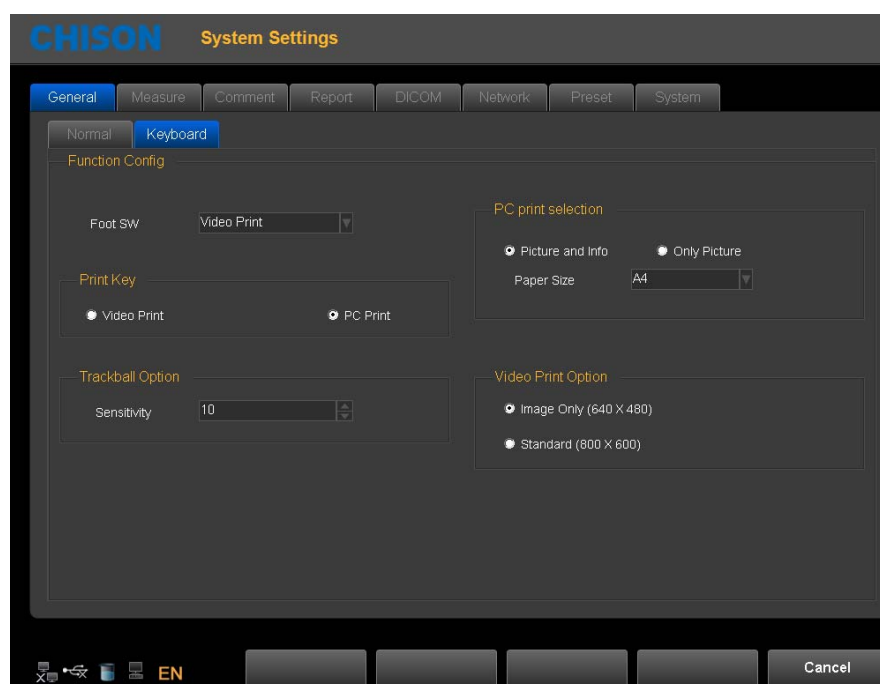 CHISON System Settings
General Measure Comment Report DICOM Network Preset System
Normal Keyboard
Function Config
Foot SW Video Print
Print Key
Video Print PC Print
Trackball Option
Sensitivity 10
PC print selection
Picture and Info Only Picture
Paper Size A4
Video Print Option
Image Only (640 X 480)
Standard (800 X 600)
EN Cancel